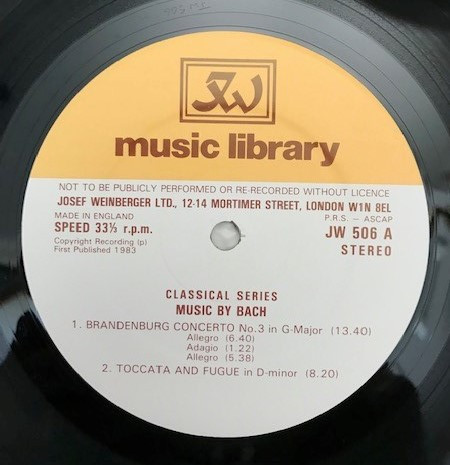 JW
music library
NOT TO BE PUBLICLY PERFORMED OR RE-RECORDED WITHOUT LICENCE
JOSEF WEINBERGER LTD., 12-14 MORTIMER STREET, LONDON W1N 8EL
MADE IN ENGLAND
P.R.S. – ASCAP
SPEED 33⅓ r.p.m.
JW 506 A
Copyright Recording (p)
First Published 1983
STEREO
CLASSICAL SERIES
MUSIC BY BACH
1. BRANDENBURG CONCERTO No.3 in G-Major (13.40)
Allegro (6.40)
Adagio (1.22)
Allegro (5.38)
2. TOCCATA AND FUGUE in D-minor (8.20)